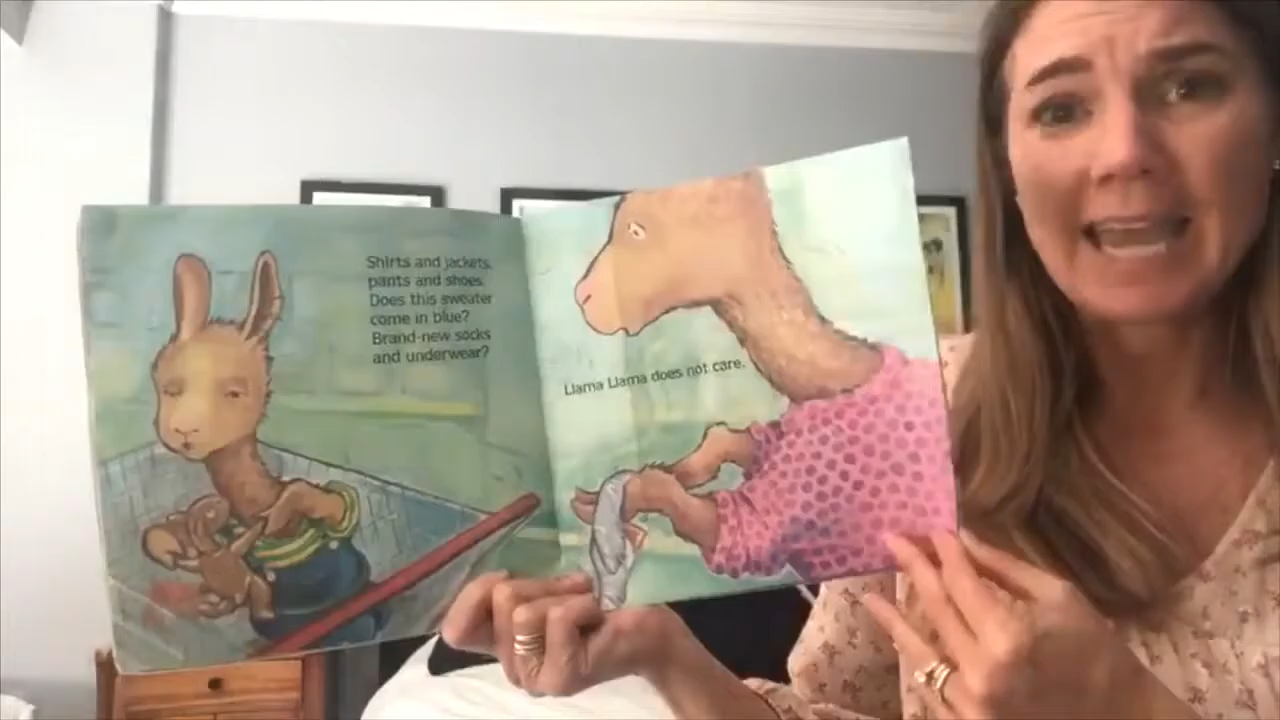 Shirts and jackets,
pants and shoes.
Does this sweater
come in blue?
Brand-new socks
and underwear?
Llama Llama does not care.